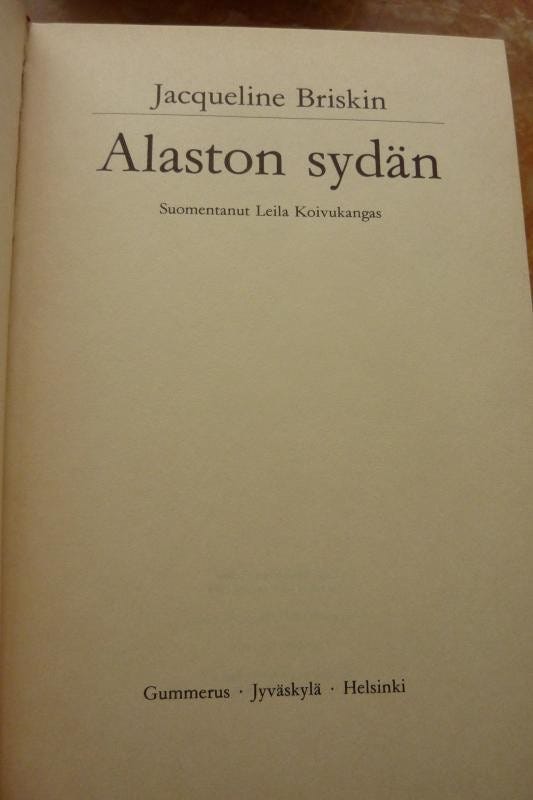 Jacqueline Briskin
Alaston sydän
Suomentanut Leila Koivukangas
Gummerus · Jyväskylä · Helsinki